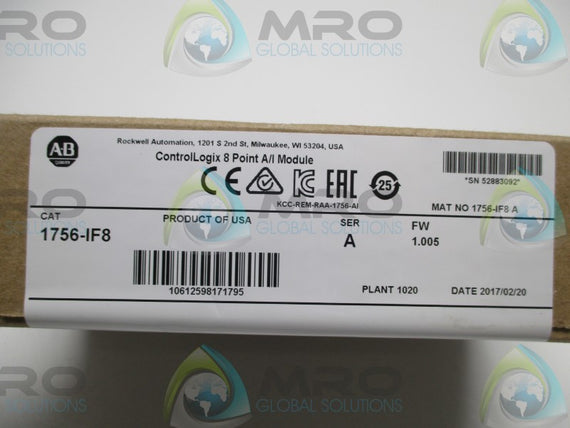 MRO
GLOBAL SOLUTIONS
A-B
QUALITY
Rockwell Automation, 1201 S 2nd St, Milwaukee, WI 53204, USA
ControlLogix 8 Point A/I Module
CE
EAC
25
KCC-REM-RAA-1756-AI
*SN 52883092*
MAT NO 1756-IF8 A
CAT
1756-IF8
PRODUCT OF USA
SER
A
FW
1.005
10612598171795
PLANT 1020
DATE 2017/02/20
MRO
GLOBAL SOLUTIONS